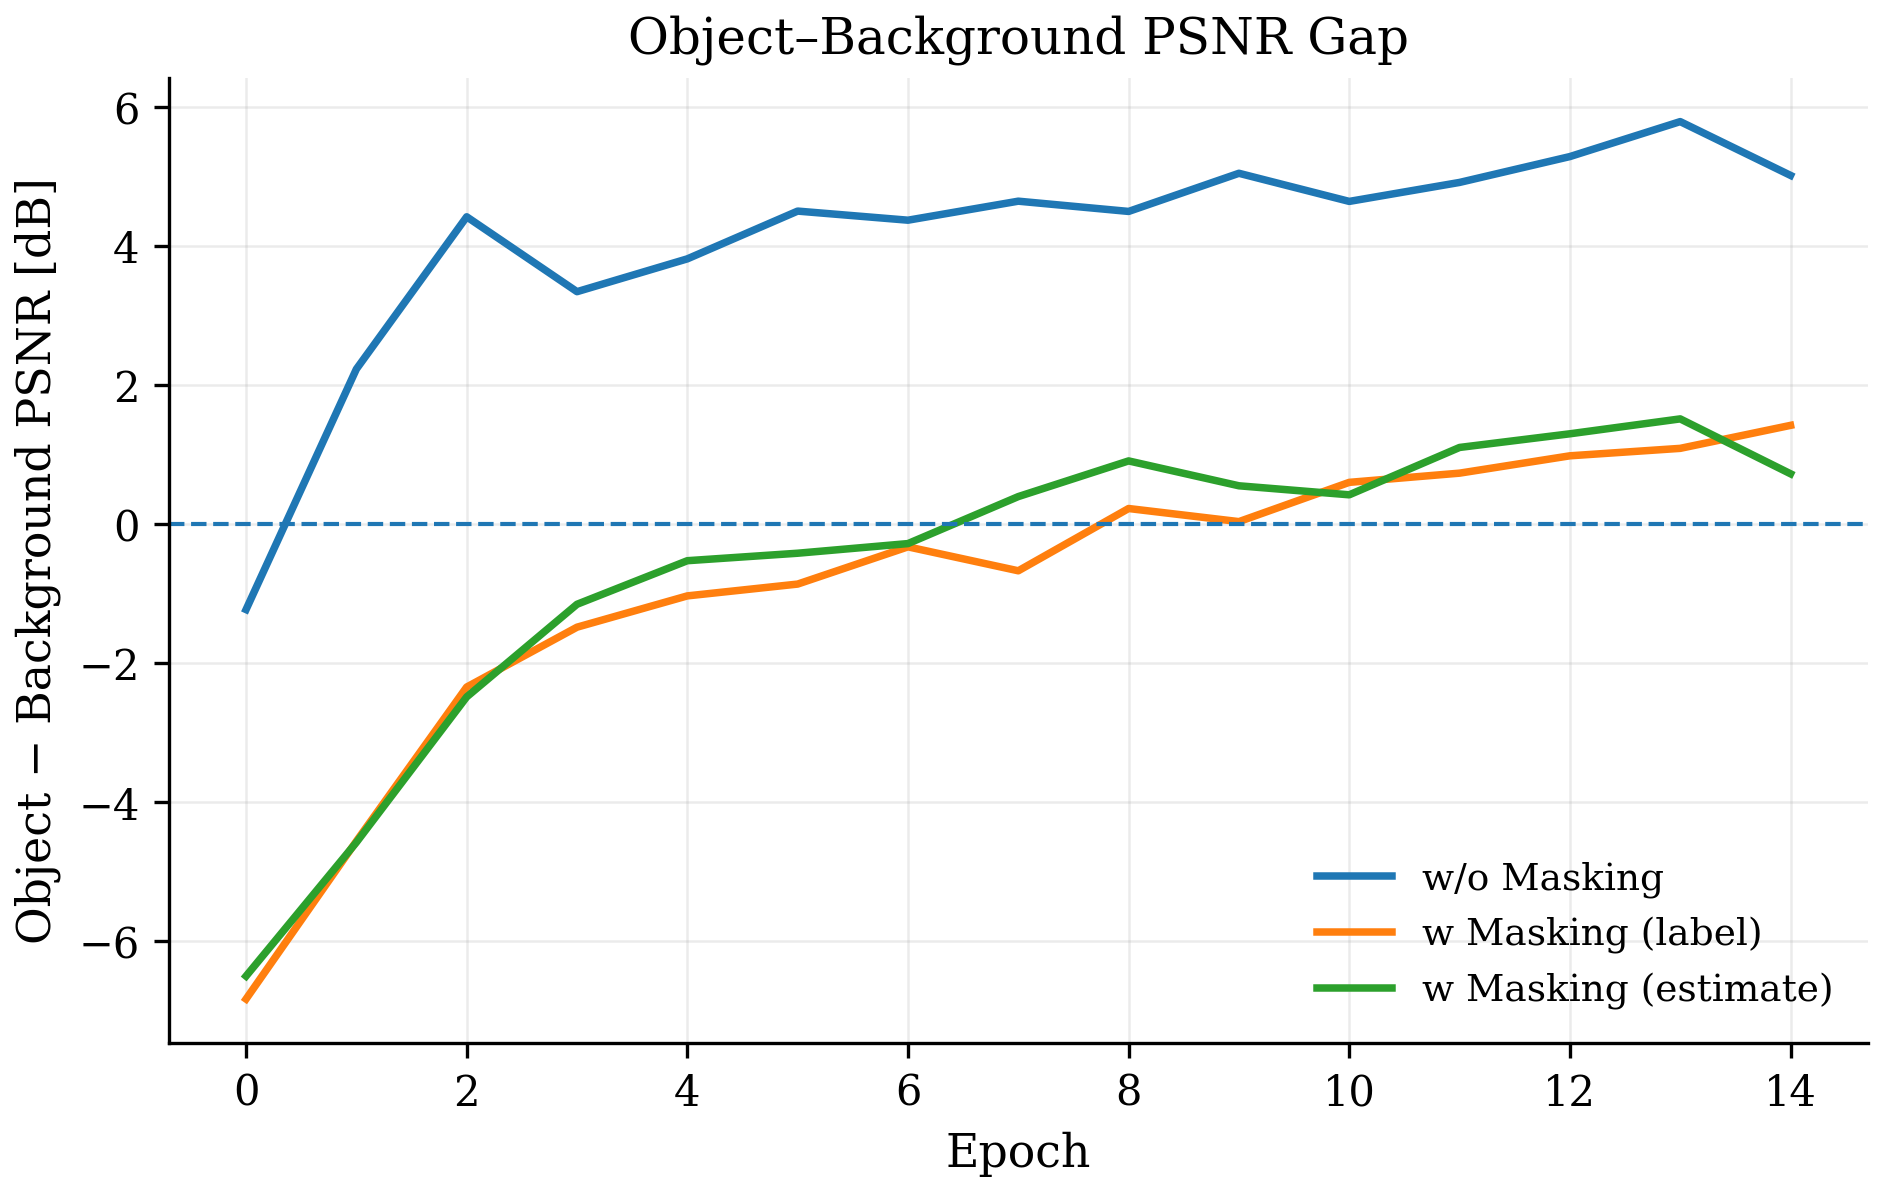 Object–Background PSNR Gap
Object − Background PSNR [dB]
6
4
2
0
−2
−4
−6
0 2 4 6 8 10 12 14
Epoch
w/o Masking
w Masking (label)
w Masking (estimate)